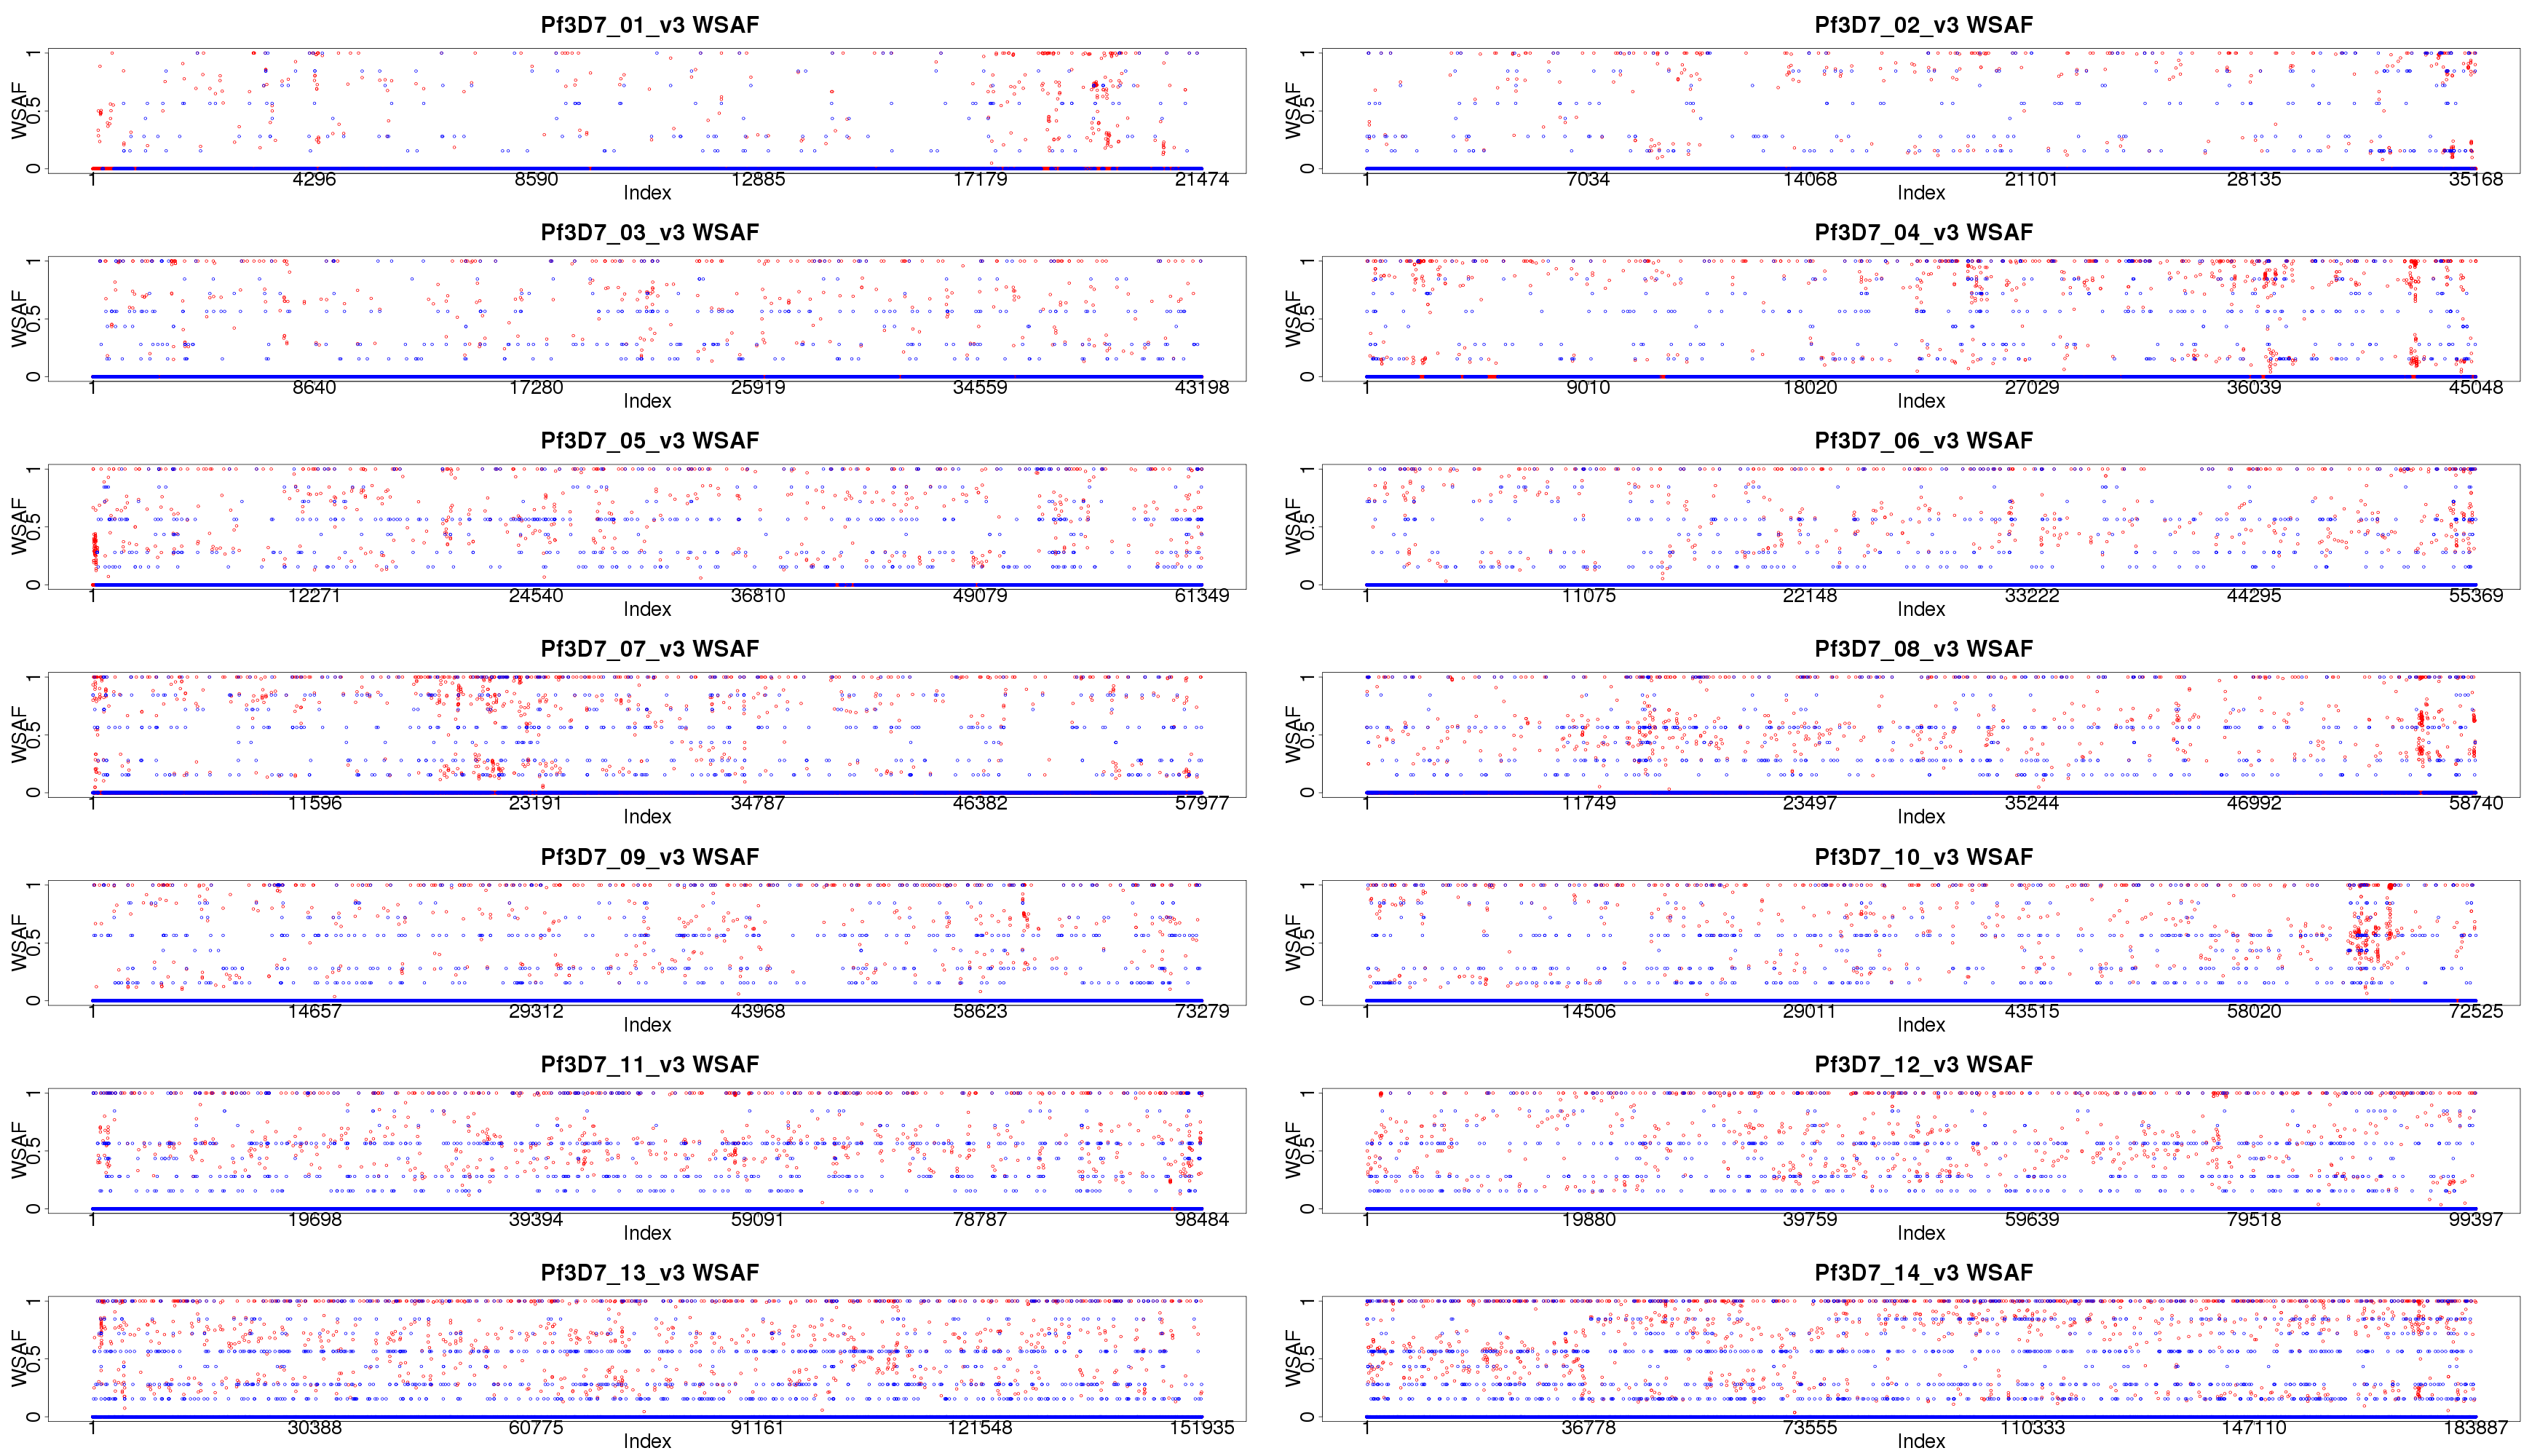 Pf3D7_01_v3 WSAF
WSAF
0 0.5 1
1 4296 8590 12885 17179 21474
Index
Pf3D7_02_v3 WSAF
WSAF
0 0.5 1
1 7034 14068 21101 28135 35168
Index
Pf3D7_03_v3 WSAF
WSAF
0 0.5 1
1 8640 17280 25919 34559 43198
Index
Pf3D7_04_v3 WSAF
WSAF
0 0.5 1
1 9010 18020 27029 36039 45048
Index
Pf3D7_05_v3 WSAF
WSAF
0 0.5 1
1 12271 24540 36810 49079 61349
Index
Pf3D7_06_v3 WSAF
WSAF
0 0.5 1
1 11075 22148 33222 44295 55369
Index
Pf3D7_07_v3 WSAF
WSAF
0 0.5 1
1 11596 23191 34787 46382 57977
Index
Pf3D7_08_v3 WSAF
WSAF
0 0.5 1
1 11749 23497 35244 46992 58740
Index
Pf3D7_09_v3 WSAF
WSAF
0 0.5 1
1 14657 29312 43968 58623 73279
Index
Pf3D7_10_v3 WSAF
WSAF
0 0.5 1
1 14506 29011 43515 58020 72525
Index
Pf3D7_11_v3 WSAF
WSAF
0 0.5 1
1 19698 39394 59091 78787 98484
Index
Pf3D7_12_v3 WSAF
WSAF
0 0.5 1
1 19880 39759 59639 79518 99397
Index
Pf3D7_13_v3 WSAF
WSAF
0 0.5 1
1 30388 60775 91161 121548 151935
Index
Pf3D7_14_v3 WSAF
WSAF
0 0.5 1
1 36778 73555 110333 147110 183887
Index